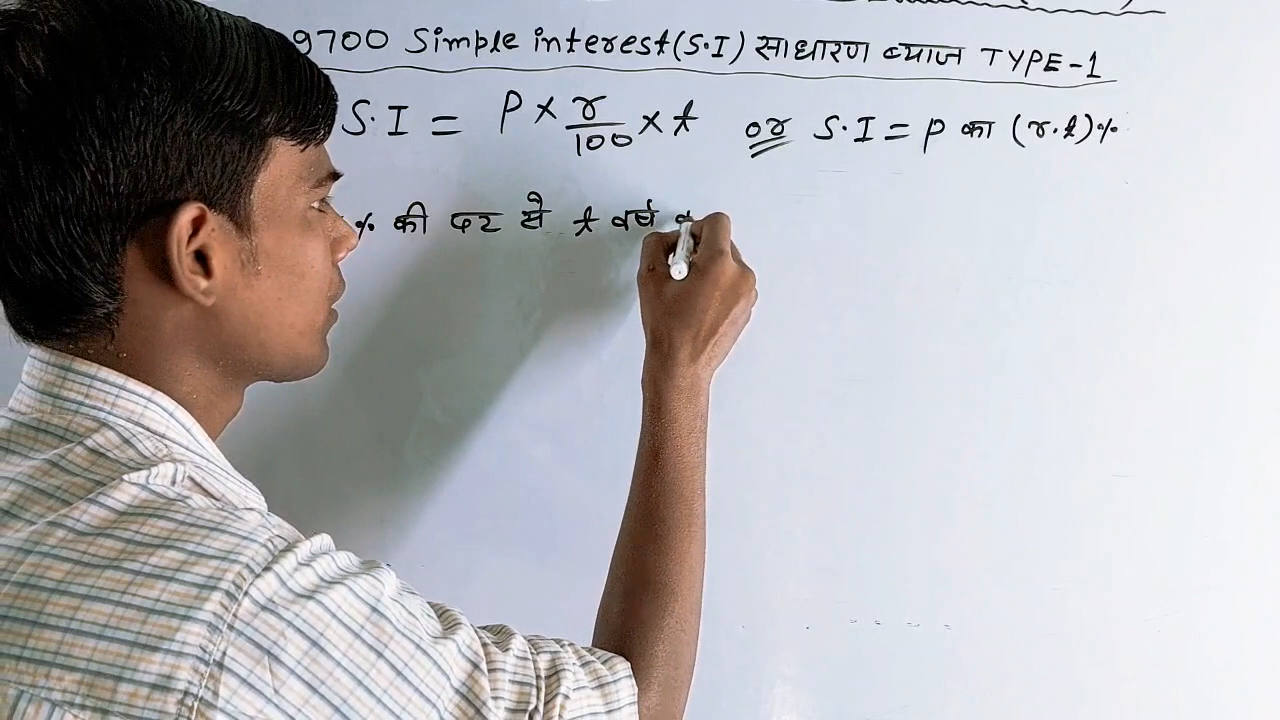 9700 Simple interest (S.I) साधारण ब्याज TYPE-1
S.I = P × r/100 × t or S.I = P का (r.t)%
% की दर से t वर्ष